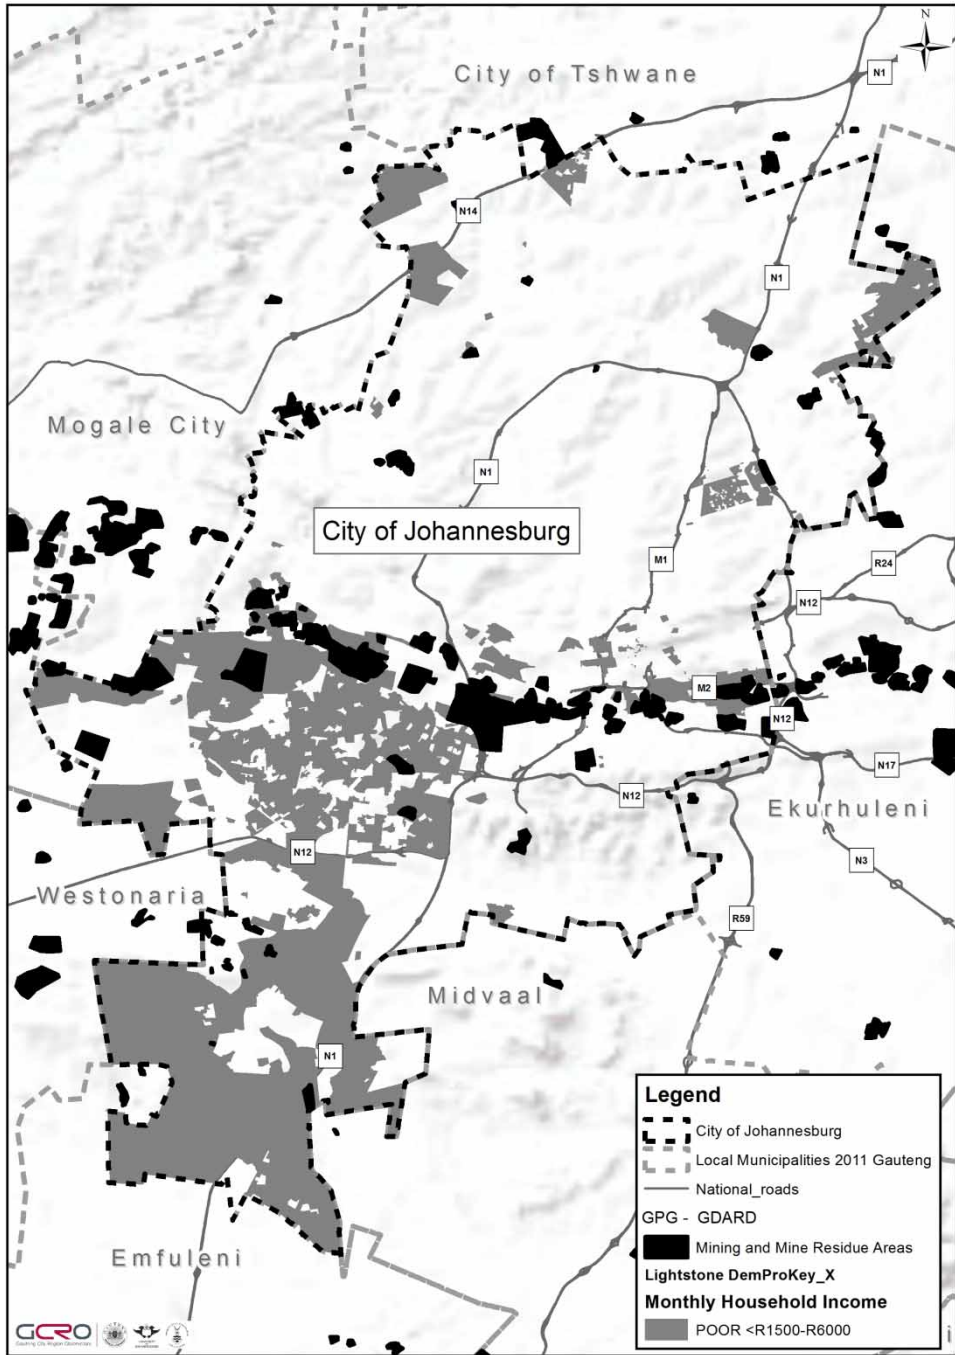 N
City of Tshwane
N1
N14
N1
Mogale City
N1
City of Johannesburg
M1
R24
N12
M2
N12
N17
N12
Ekurhuleni
N12
N3
Westonaria
R59
Midvaal
N1
Emfuleni
Legend
City of Johannesburg
Local Municipalities 2011 Gauteng
National_roads
GPG - GDARD
Mining and Mine Residue Areas
Lightstone DemProKey_X
Monthly Household Income
POOR <R1500-R6000
GCRO